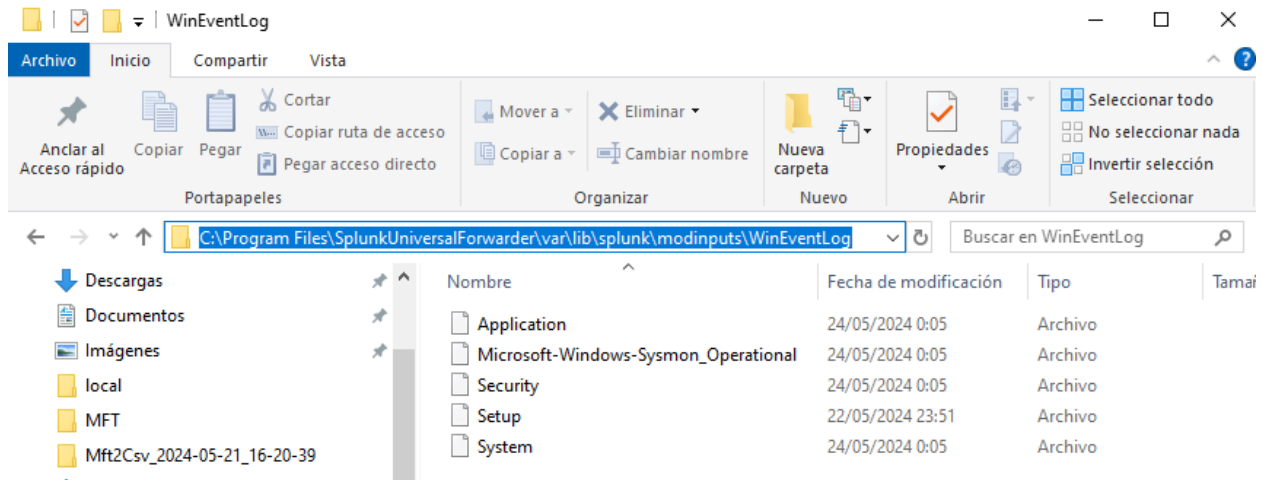 WinEventLog
Archivo Inicio Compartir Vista
Anclar al
Acceso rápido
Copiar
Pegar
Cortar
Copiar ruta de acceso
Pegar acceso directo
Portapapeles
Mover a
Copiar a
Eliminar
Cambiar nombre
Organizar
Nueva
carpeta
Nuevo
Propiedades
Abrir
Seleccionar todo
No seleccionar nada
Invertir selección
Seleccionar
C:\Program Files\SplunkUniversalForwarder\var\lib\splunk\modinputs\WinEventLog
Buscar en WinEventLog
Descargas
Documentos
Imágenes
local
MFT
Mft2Csv_2024-05-21_16-20-39
Nombre Fecha de modificación Tipo Tamañ
Application 24/05/2024 0:05 Archivo
Microsoft-Windows-Sysmon_Operational 24/05/2024 0:05 Archivo
Security 24/05/2024 0:05 Archivo
Setup 22/05/2024 23:51 Archivo
System 24/05/2024 0:05 Archivo